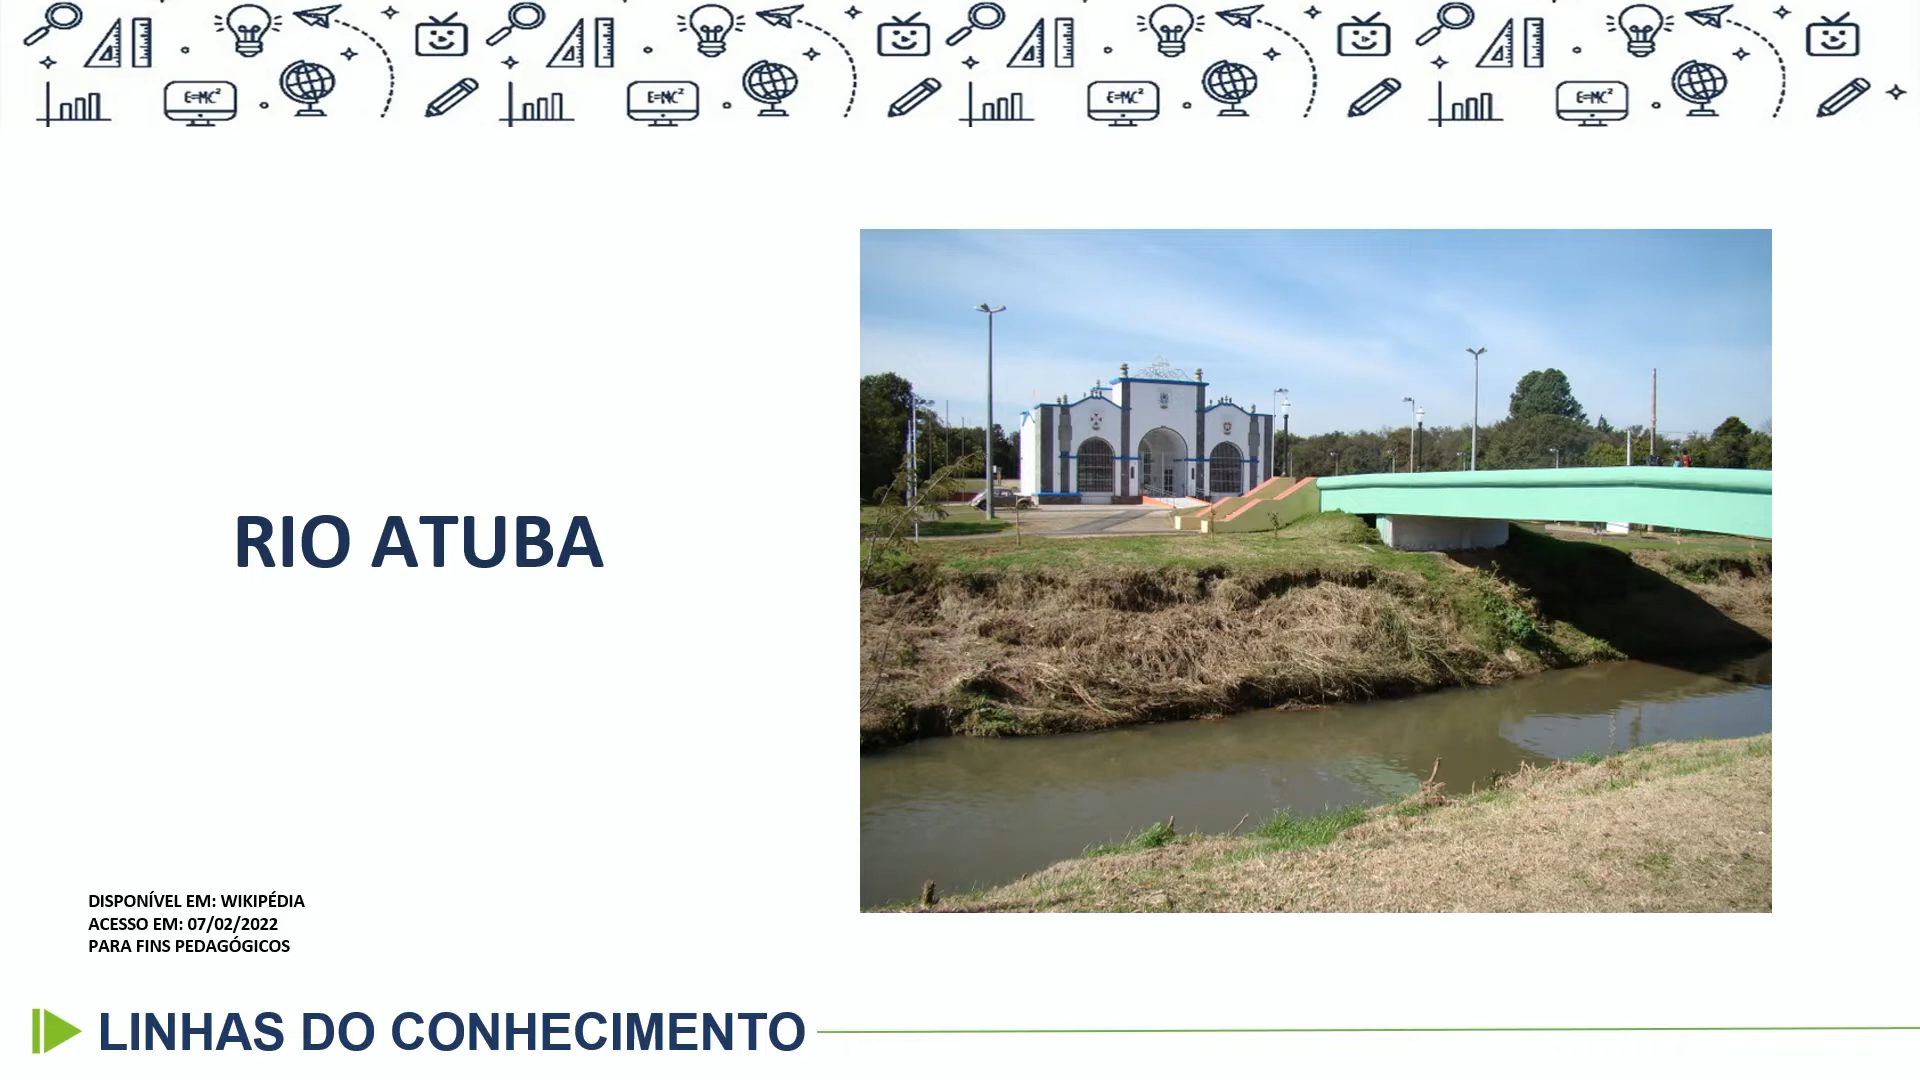 E=MC²
E=MC²
E=MC²
E=MC²
RIO ATUBA
DISPONÍVEL EM: WIKIPÉDIA
ACESSO EM: 07/02/2022
PARA FINS PEDAGÓGICOS
LINHAS DO CONHECIMENTO